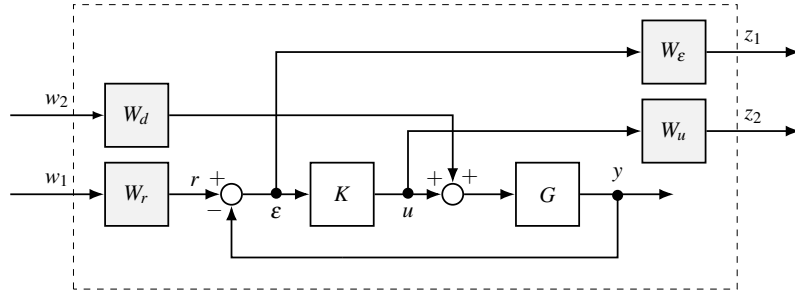 W_ε z₁
w₂ W_d W_u z₂
w₁ W_r r + − ε K u + + G y